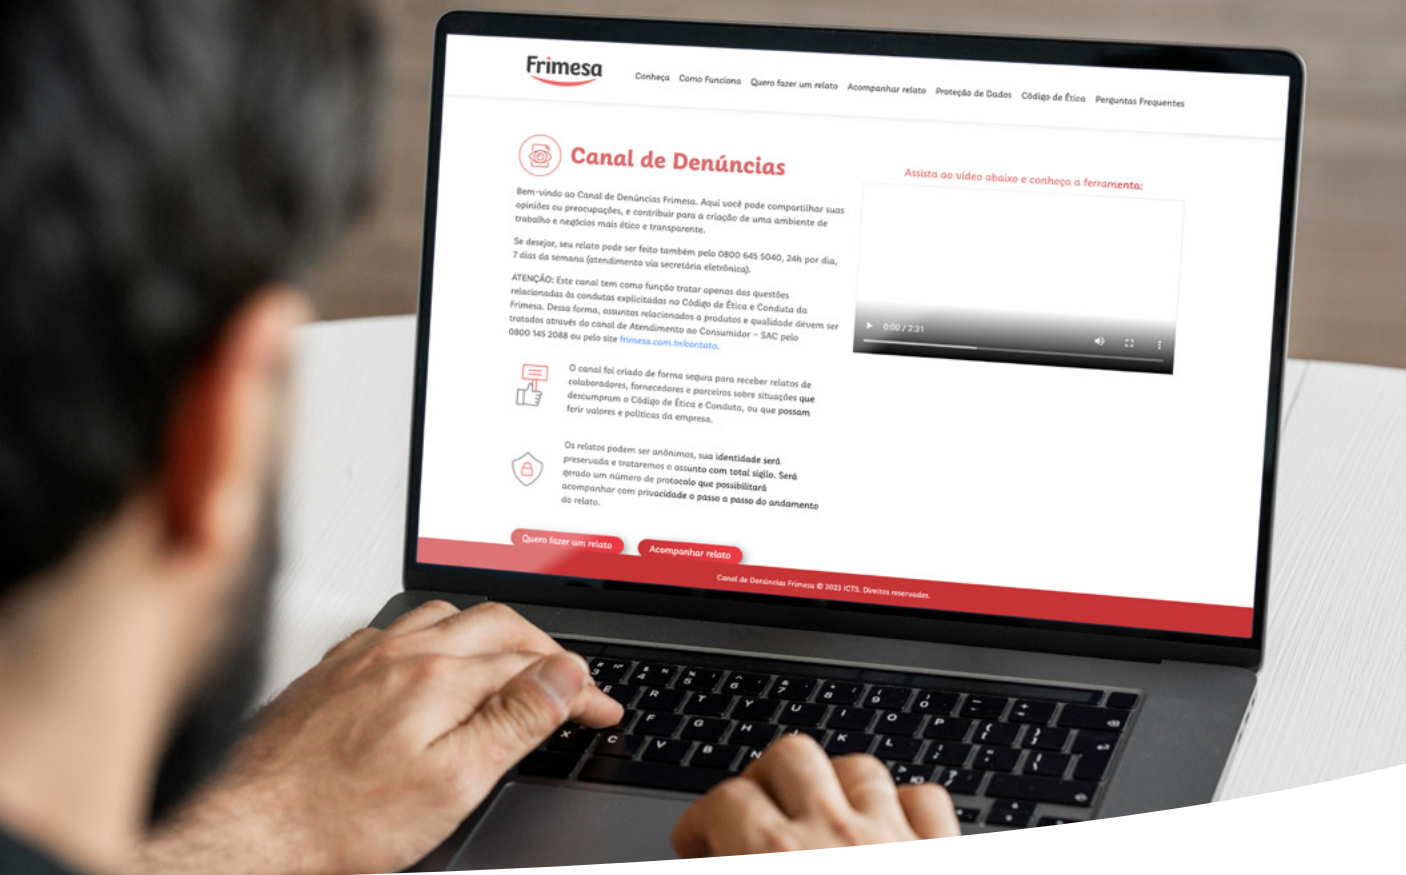 Frimesa
Conheça Como Funciona Quero fazer um relato Acompanhar relato Proteção de Dados Código de Ética Perguntas Frequentes
Canal de Denúncias
Bem-vindo ao Canal de Denúncias Frimesa. Aqui você pode compartilhar suas
opiniões ou preocupações, e contribuir para a criação de uma ambiente de
trabalho e negócios mais ético e transparente.
Se desejar, seu relato pode ser feito também pelo 0800 645 5040, 24h por dia,
7 dias da semana (atendimento via secretária eletrônica).
ATENÇÃO: Este canal tem como função tratar apenas das questões
relacionadas às condutas explicitadas no Código de Ética e Conduta da
Frimesa. Dessa forma, assuntos relacionados a produtos e qualidade devem ser
tratados através do canal de Atendimento ao Consumidor – SAC pelo
0800 145 2088 ou pelo site frimesa.com.br/contato.
O canal foi criado de forma segura para receber relatos de
colaboradores, fornecedores e parceiros sobre situações que
descumpram o Código de Ética e Conduta, ou que possam
ferir valores e políticas da empresa.
Os relatos podem ser anônimos, sua identidade será
preservada e trataremos o assunto com total sigilo. Será
gerado um número de protocolo que possibilitará
acompanhar com privacidade o passo a passo do andamento
do relato.
Quero fazer um relato Acompanhar relato
Assista ao vídeo abaixo e conheça a ferramenta:
0:00 / 2:31
Canal de Denúncias Frimesa © 2023 ICTS. Direitos reservados.
E R T Y U I O P
F G H J K L
X C V B N